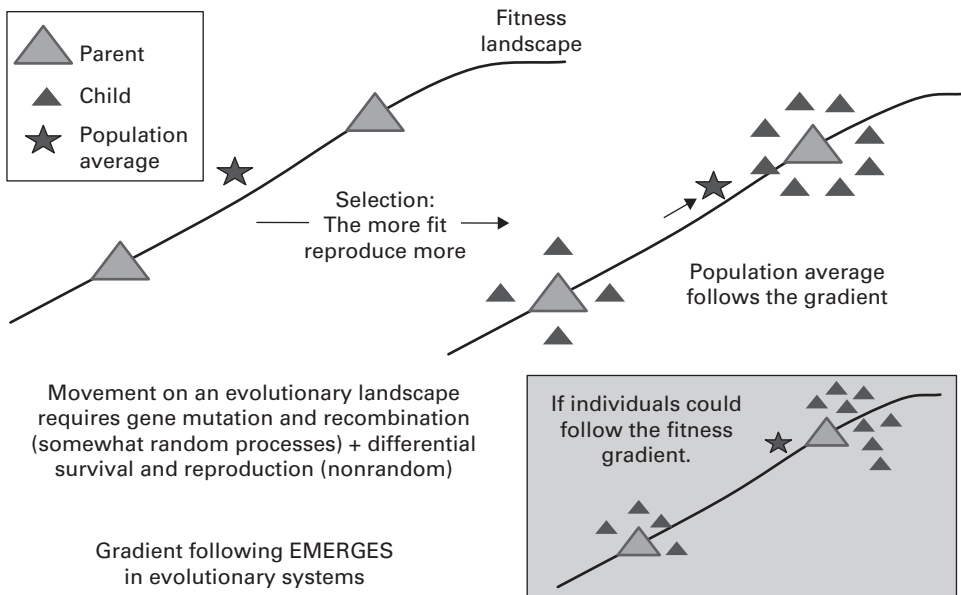 Parent
Child
Population
average
Fitness
landscape
Selection:
The more fit
reproduce more
Population average
follows the gradient
Movement on an evolutionary landscape
requires gene mutation and recombination
(somewhat random processes) + differential
survival and reproduction (nonrandom)
Gradient following EMERGES
in evolutionary systems
If individuals could
follow the fitness
gradient.